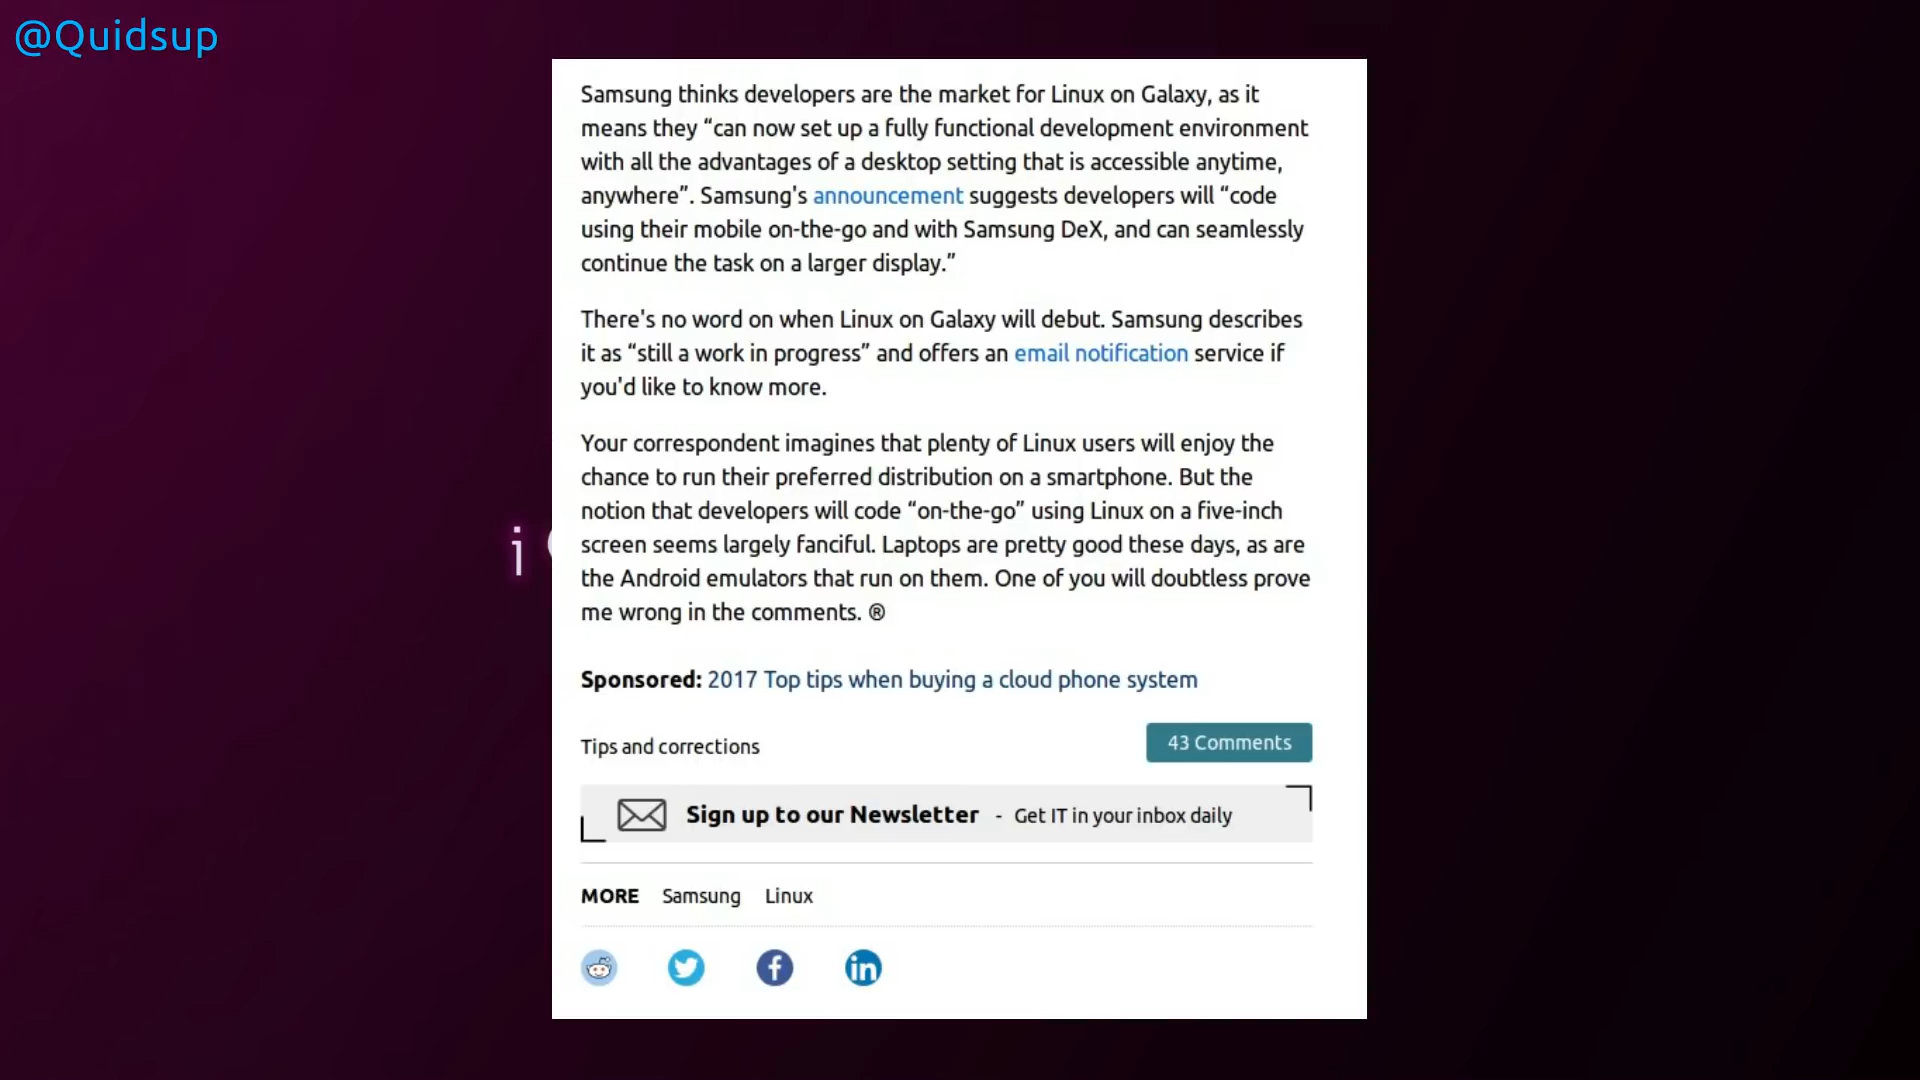 @Quidsup
Samsung thinks developers are the market for Linux on Galaxy, as it
means they “can now set up a fully functional development environment
with all the advantages of a desktop setting that is accessible anytime,
anywhere”. Samsung's announcement suggests developers will “code
using their mobile on-the-go and with Samsung DeX, and can seamlessly
continue the task on a larger display.”
There's no word on when Linux on Galaxy will debut. Samsung describes
it as “still a work in progress” and offers an email notification service if
you'd like to know more.
Your correspondent imagines that plenty of Linux users will enjoy the
chance to run their preferred distribution on a smartphone. But the
notion that developers will code “on-the-go” using Linux on a five-inch
screen seems largely fanciful. Laptops are pretty good these days, as are
the Android emulators that run on them. One of you will doubtless prove
me wrong in the comments. ®
Sponsored: 2017 Top tips when buying a cloud phone system
Tips and corrections
43 Comments
Sign up to our Newsletter - Get IT in your inbox daily
MORE Samsung Linux